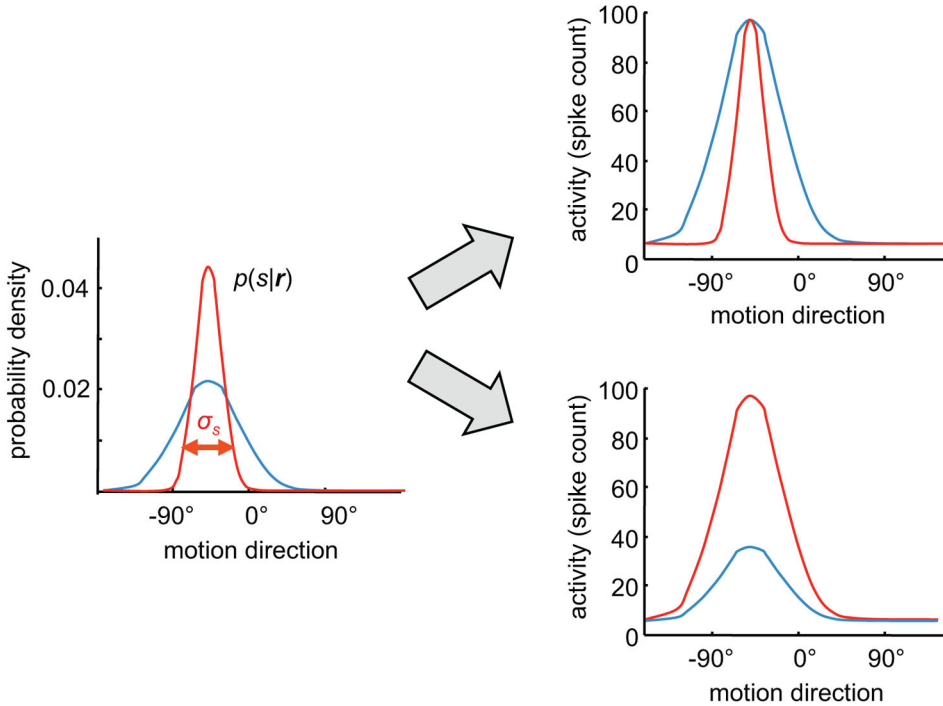 probability density
0.04
0.02
p(s|r)
σs
-90°
0°
90°
motion direction
activity (spike count)
100
80
60
40
20
0
-90°
0°
90°
motion direction
activity (spike count)
100
80
60
40
20
0
-90°
0°
90°
motion direction